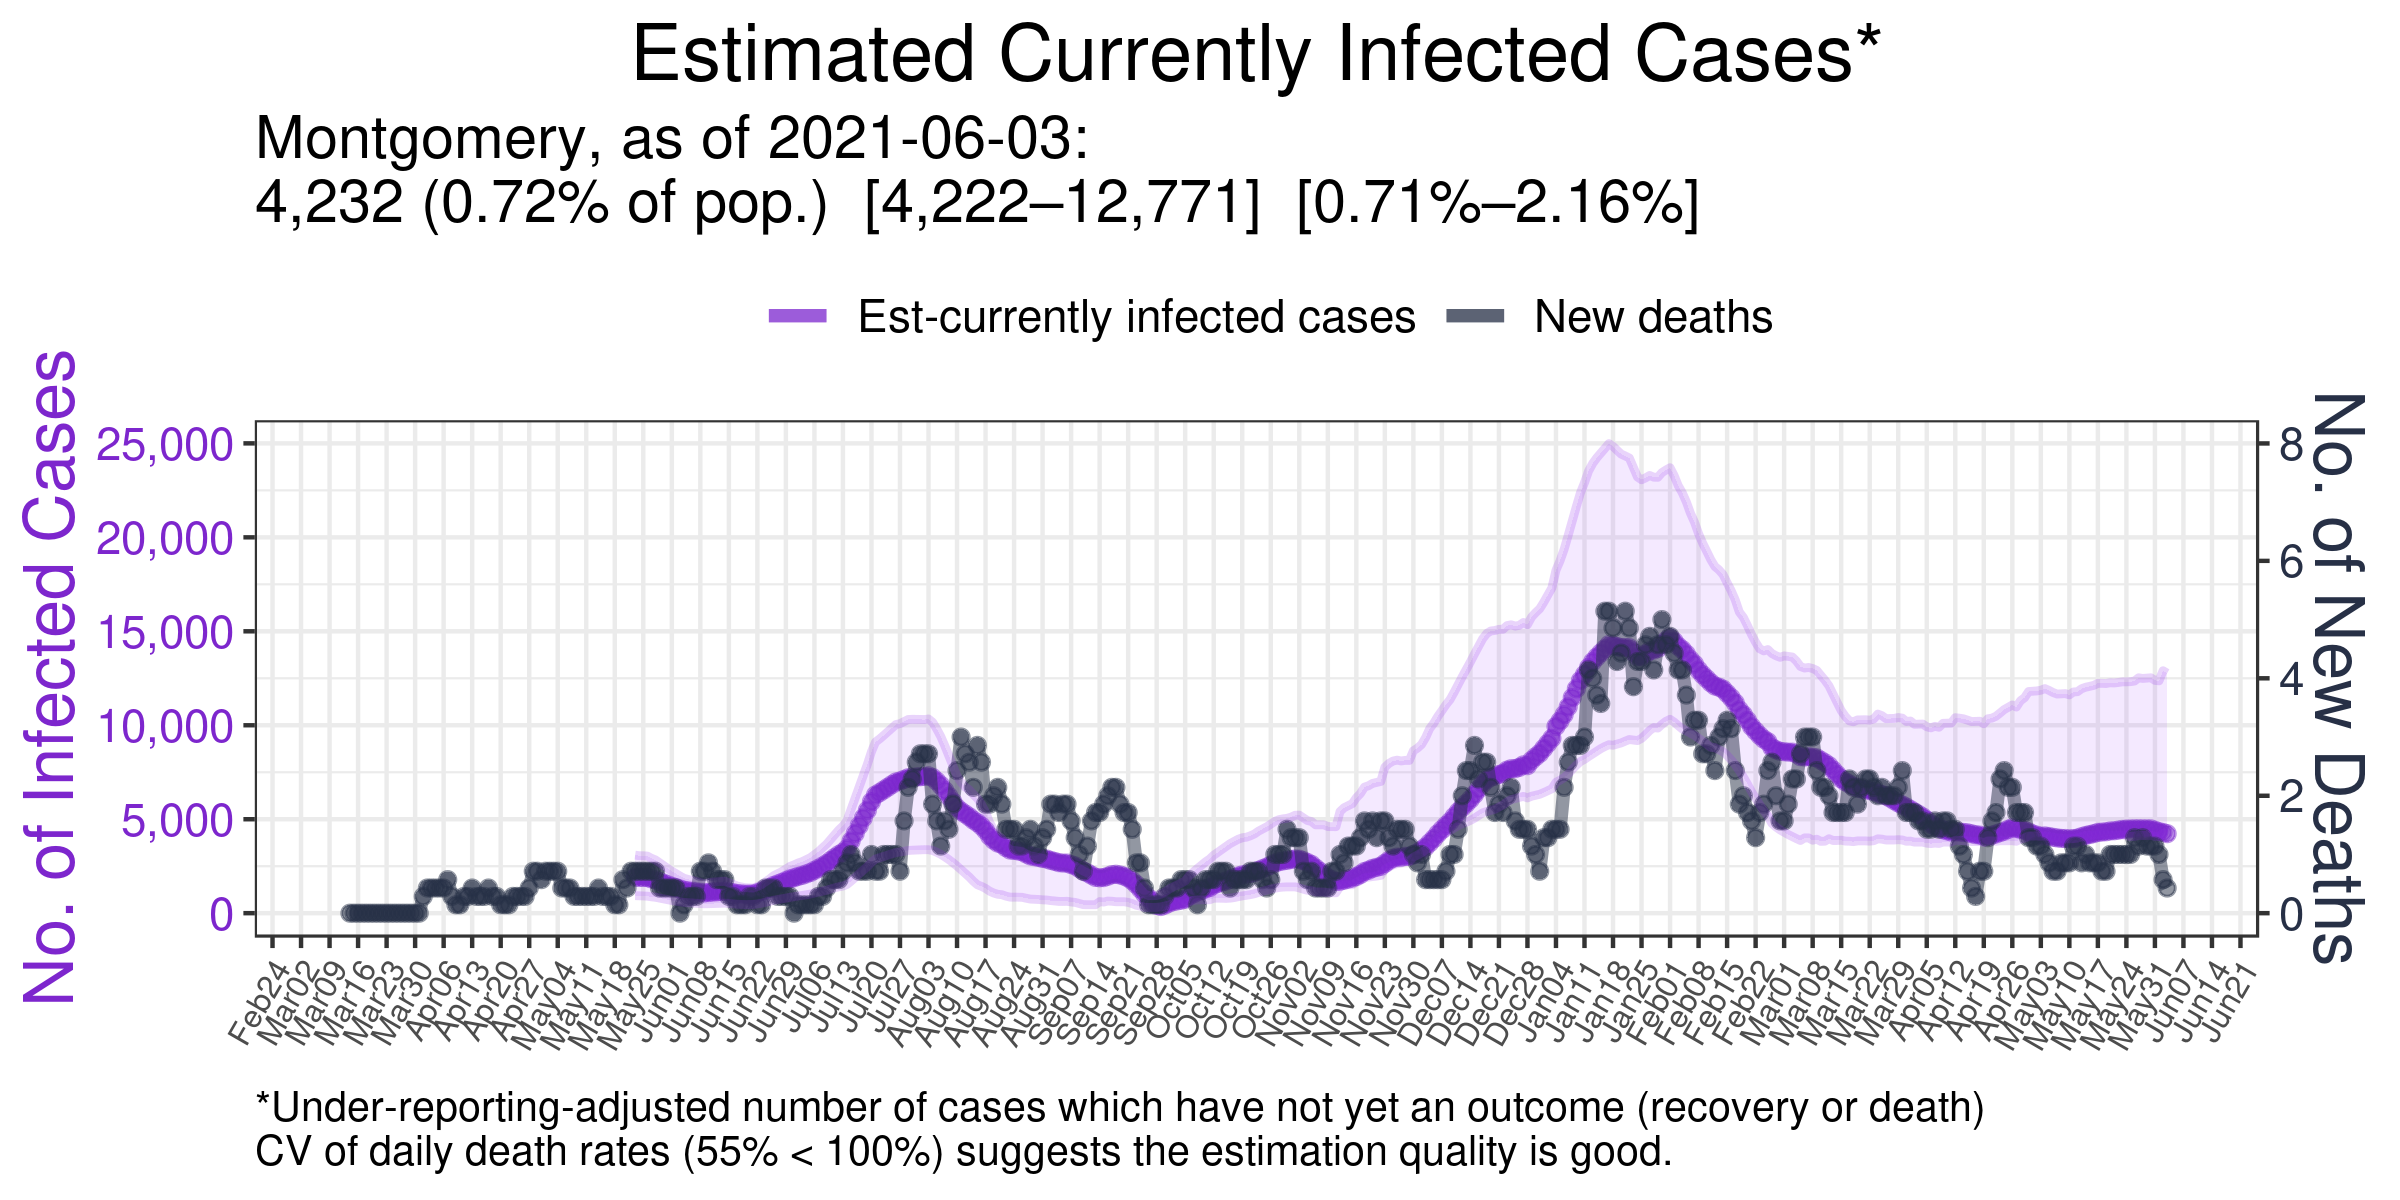 Estimated Currently Infected Cases*
Montgomery, as of 2021-06-03:
4,232 (0.72% of pop.) [4,222–12,771] [0.71%–2.16%]
Est-currently infected cases New deaths
No. of Infected Cases
25,000
20,000
15,000
10,000
5,000
0
8
6
4
2
0
No. of New Deaths
Feb24 Mar02 Mar09 Mar16 Mar23 Mar30 Apr06 Apr13 Apr20 Apr27 May04 May11 May18 May25 Jun01 Jun08 Jun15 Jun22 Jun29 Jul06 Jul13 Jul20 Jul27 Aug03 Aug10 Aug17 Aug24 Aug31 Sep07 Sep14 Sep21 Sep28 Oct05 Oct12 Oct19 Oct26 Nov02 Nov09 Nov16 Nov23 Nov30 Dec07 Dec14 Dec21 Dec28 Jan04 Jan11 Jan18 Jan25 Feb01 Feb08 Feb15 Feb22 Mar01 Mar08 Mar15 Mar22 Mar29 Apr05 Apr12 Apr19 Apr26 May03 May10 May17 May24 May31 Jun07 Jun14 Jun21
*Under-reporting-adjusted number of cases which have not yet an outcome (recovery or death)
CV of daily death rates (55% < 100%) suggests the estimation quality is good.